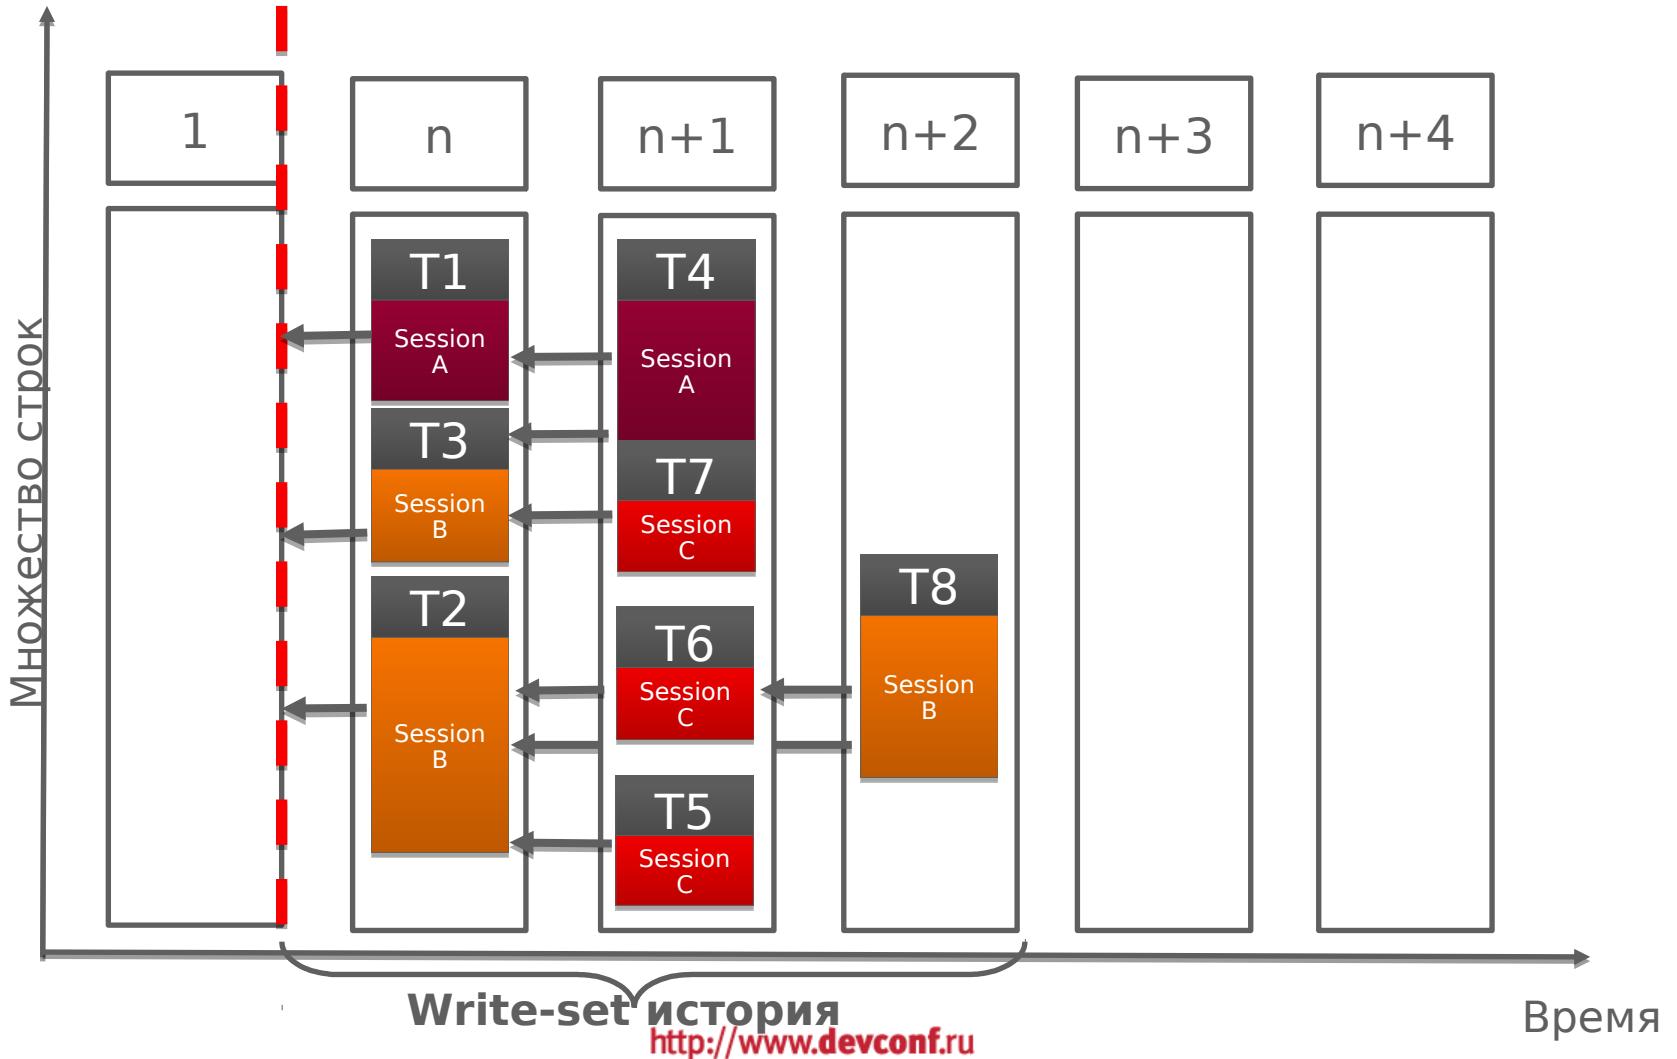 1
n
n+1
n+2
n+3
n+4
Множество строк
T1
Session
A
T3
Session
B
T2
Session
B
T4
Session
A
T7
Session
C
T6
Session
C
T5
Session
C
T8
Session
B
Write-set история
Время
http://www.devconf.ru